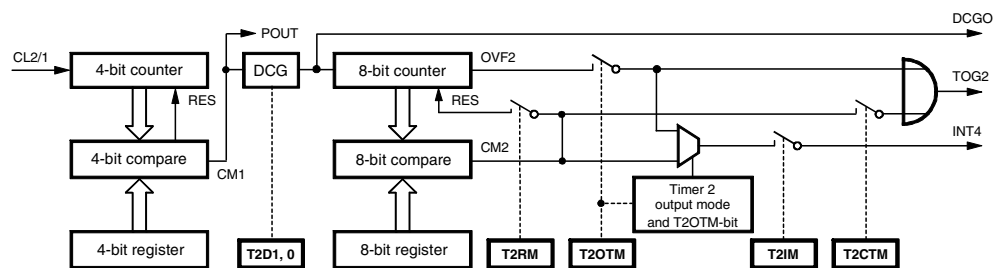 DCGO
POUT
CL2/1
4-bit counter
DCG
8-bit counter
OVF2
TOG2
RES
RES
4-bit compare
CM1
8-bit compare
CM2
INT4
Timer 2
output mode
and T2OTM-bit
4-bit register
T2D1, 0
8-bit register
T2RM
T2OTM
T2IM
T2CTM